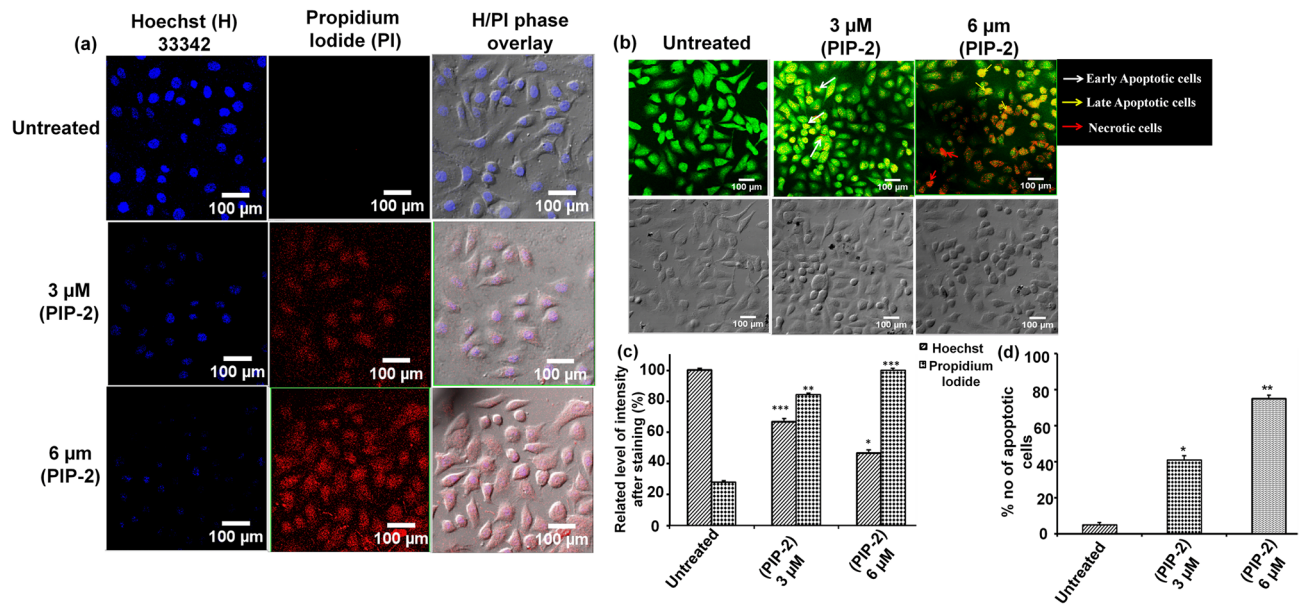 (a)
Hoechst (H)
33342
Propidium
Iodide (PI)
H/PI phase
overlay
Untreated
100 µm
100 µm
100 µm
3 µM
(PIP-2)
100 µm
100 µm
100 µm
6 µm
(PIP-2)
100 µm
100 µm
100 µm
(b)
Untreated
3 µM
(PIP-2)
6 µm
(PIP-2)
100 µm
100 µm
100 µm
Early Apoptotic cells
Late Apoptotic cells
Necrotic cells
100 µm
100 µm
100 µm
(c)
Related level of intensity
after staining (%)
100
80
60
40
20
0
***
**
*
***
Hoechst
Propidium
Iodide
Untreated
(PIP-2)
3 µM
(PIP-2)
6 µM
(d)
% no of apoptotic
cells
100
80
60
40
20
0
*
**
Untreated
(PIP-2)
3 µM
(PIP-2)
6 µM